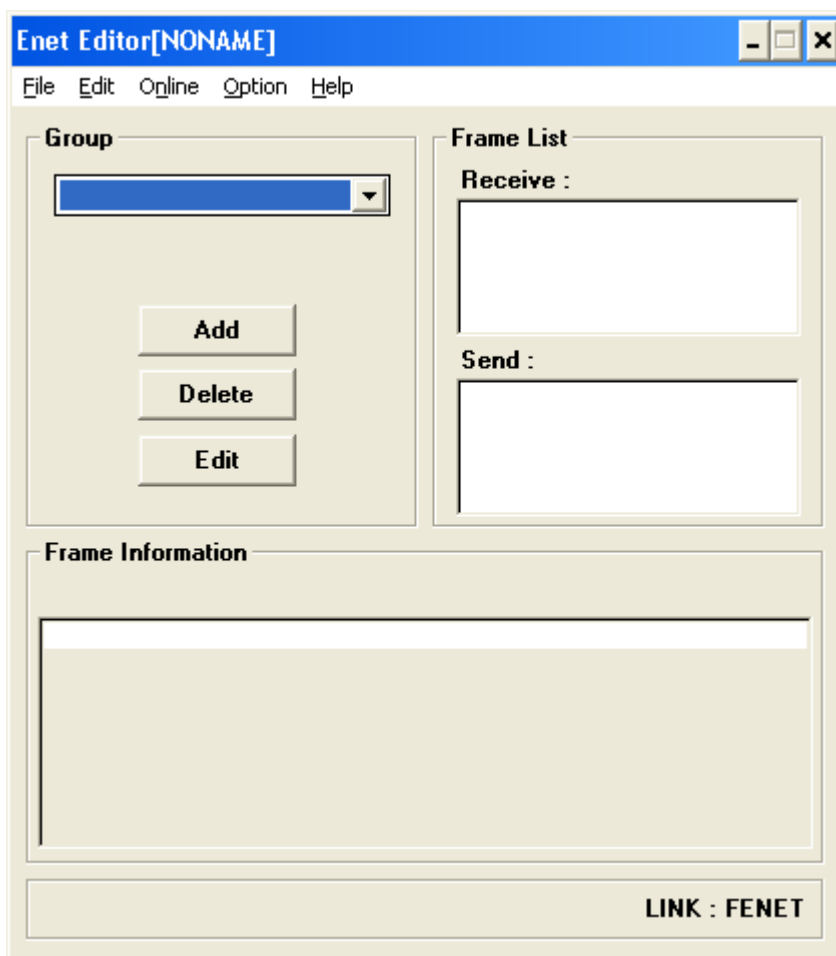 Enet Editor[NONAME]
File Edit Online Option Help
Group
Add
Delete
Edit
Frame List
Receive :
Send :
Frame Information
LINK : FENET